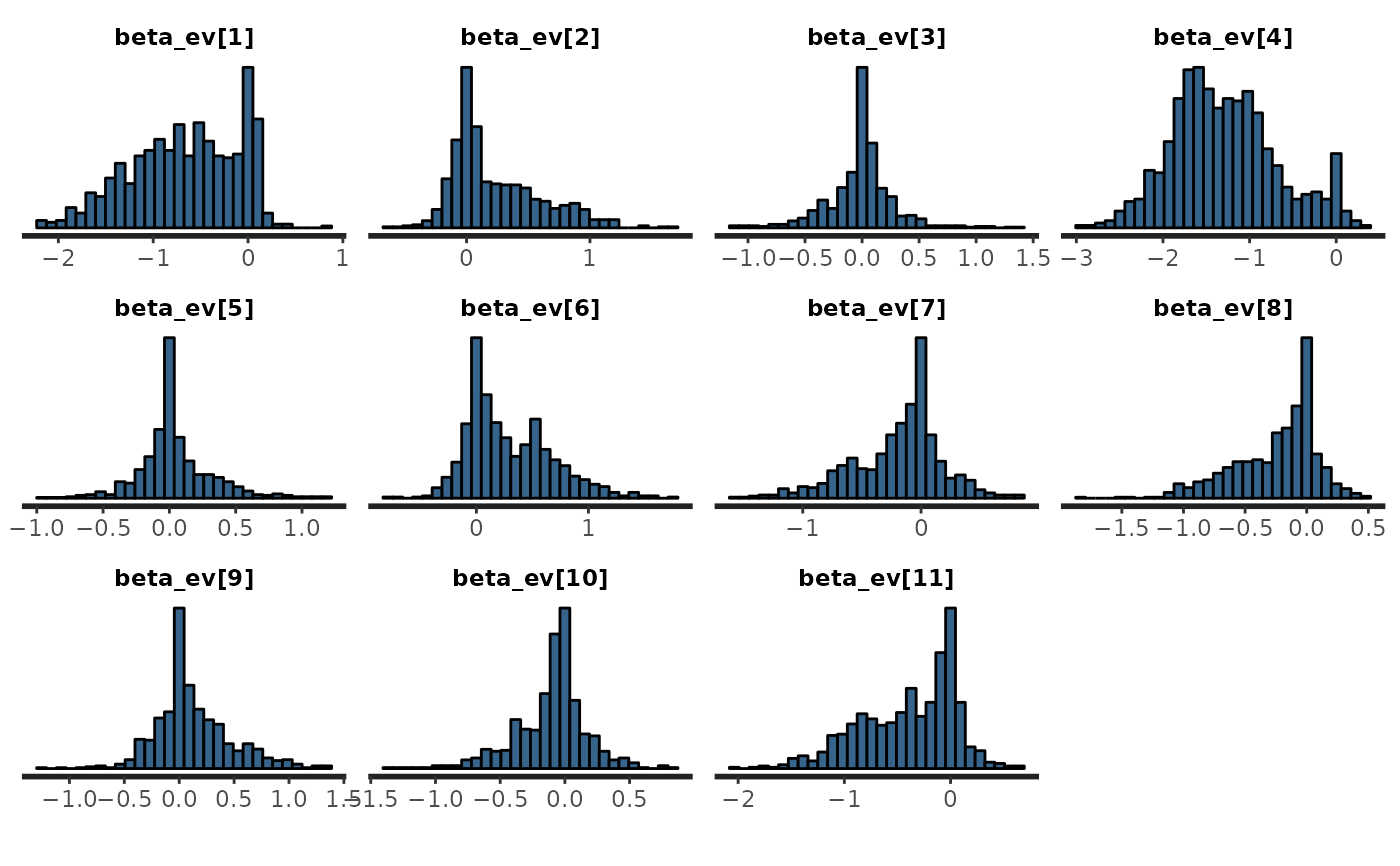 beta_ev[1] beta_ev[2] beta_ev[3] beta_ev[4]
−2 −1 0 1 0 1 −1.0 −0.5 0.0 0.5 1.0 1.5 −3 −2 −1 0
beta_ev[5] beta_ev[6] beta_ev[7] beta_ev[8]
−1.0 −0.5 0.0 0.5 1.0 0 1 −1 0 −1.5 −1.0 −0.5 0.0 0.5
beta_ev[9] beta_ev[10] beta_ev[11]
−1.0 −0.5 0.0 0.5 1.0 1.5 −1.5 −1.0 −0.5 0.0 0.5 −2 −1 0